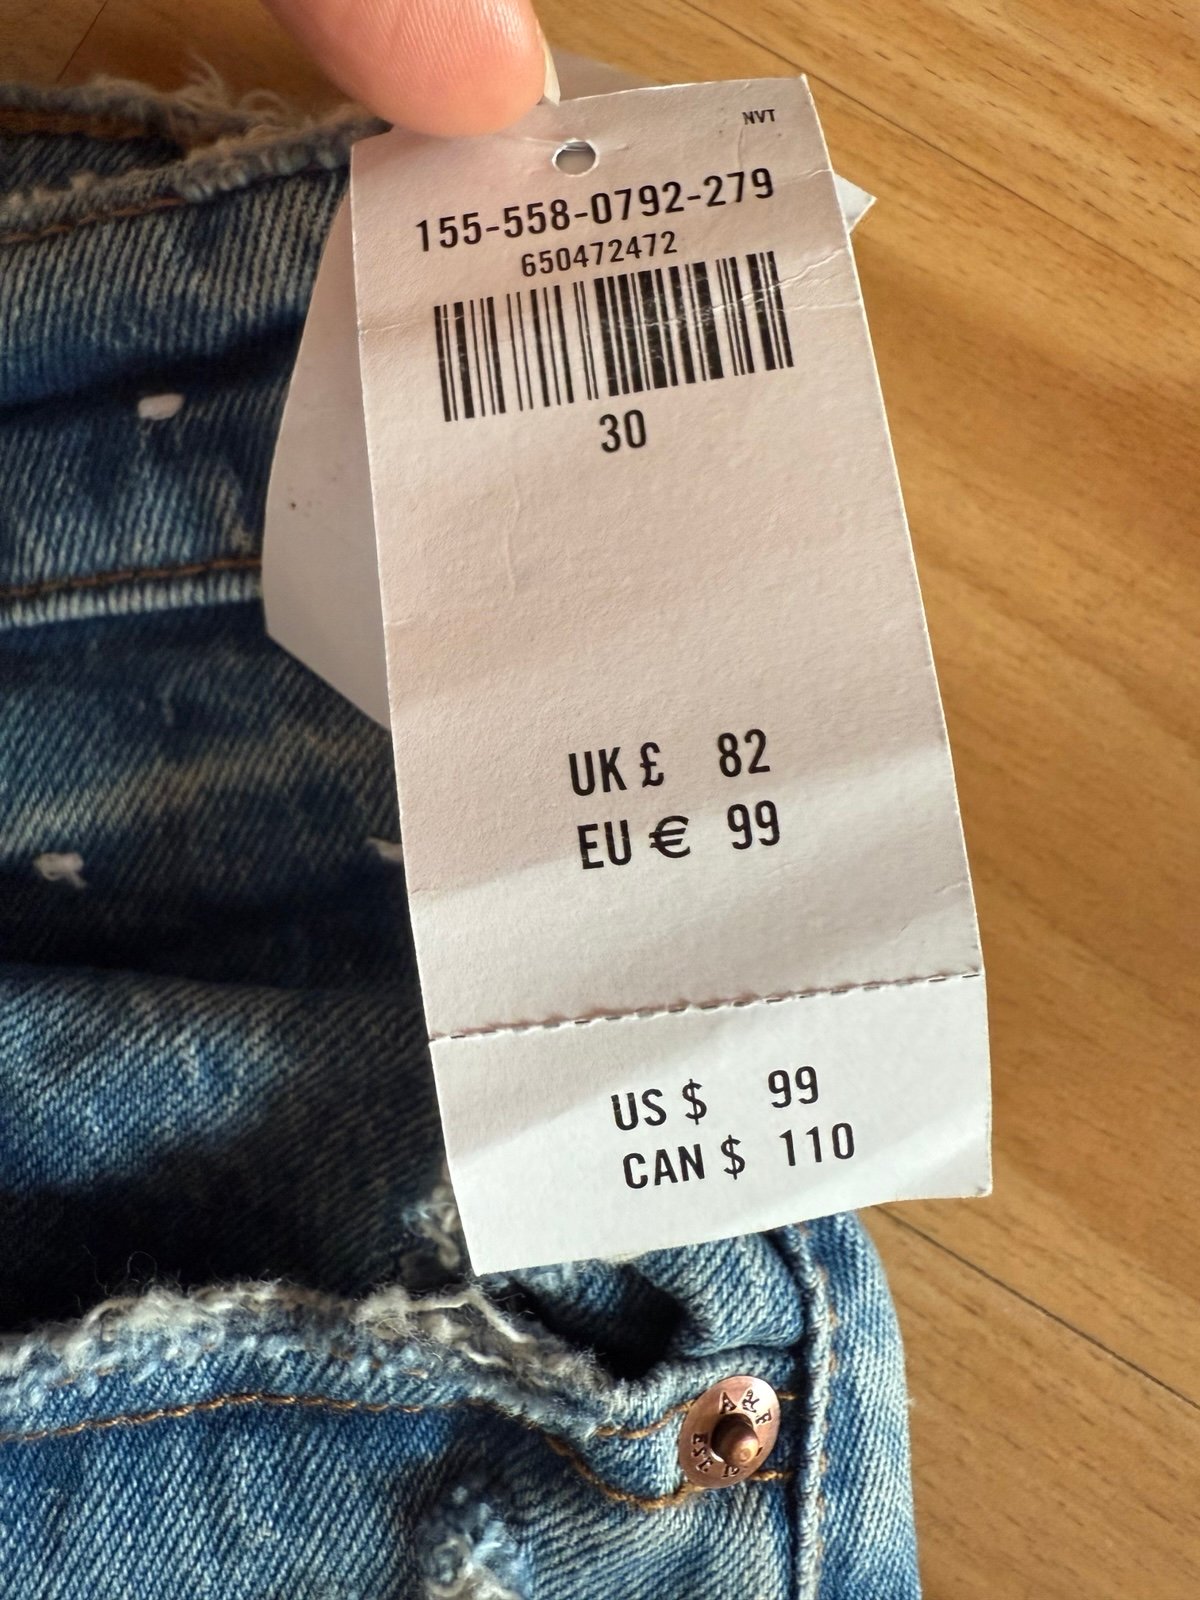 NVT
155-558-0792-279
650472472
30
UK £ 82
EU € 99
US $ 99
CAN $ 110
A & F